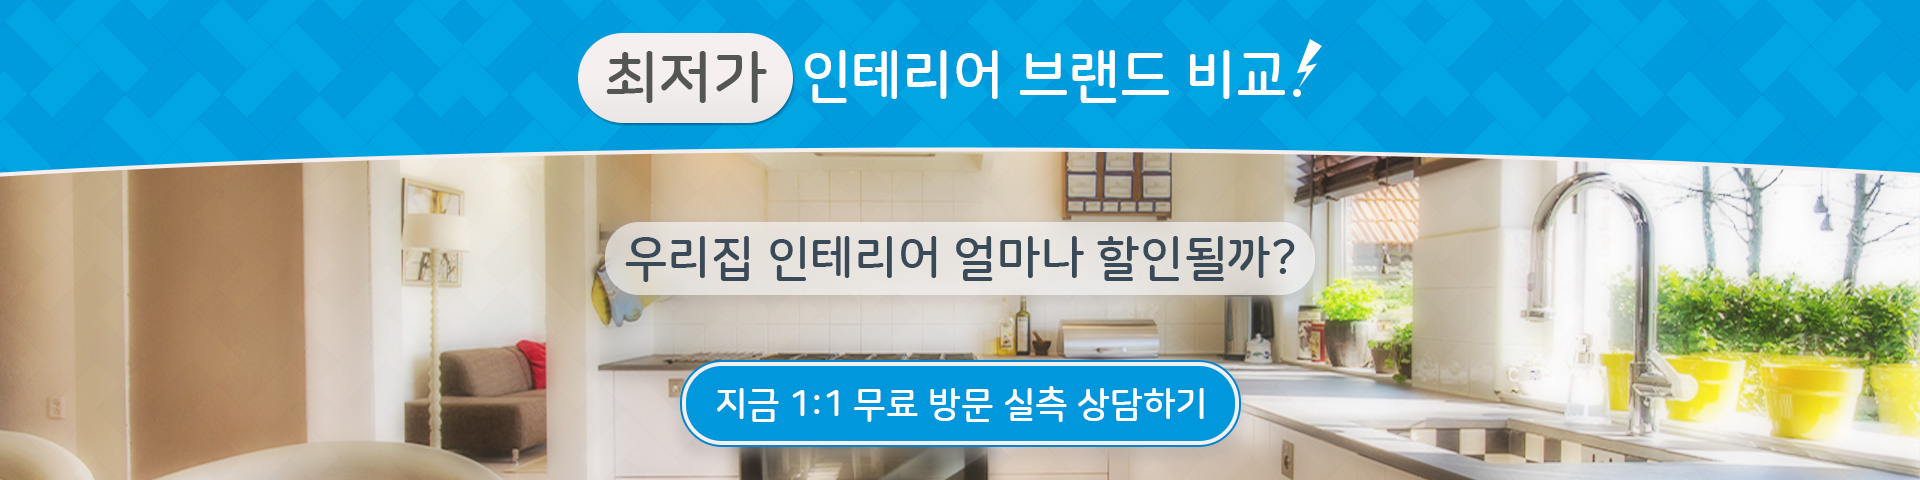 최저가 인테리어 브랜드 비교!
우리집 인테리어 얼마나 할인될까?
지금 1:1 무료 방문 실측 상담하기